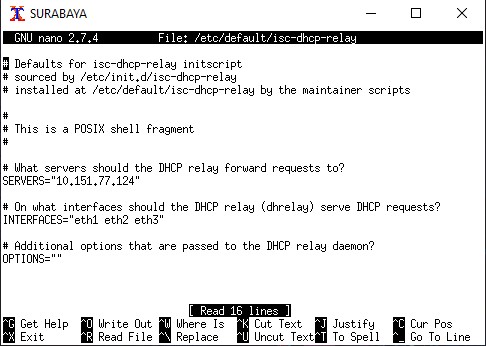 SURABAYA
GNU nano 2.7.4 File: /etc/default/isc-dhcp-relay
# Defaults for isc-dhcp-relay initscript
# sourced by /etc/init.d/isc-dhcp-relay
# installed at /etc/default/isc-dhcp-relay by the maintainer scripts
#
# This is a POSIX shell fragment
#
# What servers should the DHCP relay forward requests to?
SERVERS="10.151.77.124"
# On what interfaces should the DHCP relay (dhrelay) serve DHCP requests?
INTERFACES="eth1 eth2 eth3"
# Additional options that are passed to the DHCP relay daemon?
OPTIONS=""
[ Read 16 lines ]
^G Get Help ^O Write Out ^W Where Is ^K Cut Text ^J Justify ^C Cur Pos
^X Exit ^R Read File ^\ Replace ^U Uncut Text ^T To Spell ^_ Go To Line